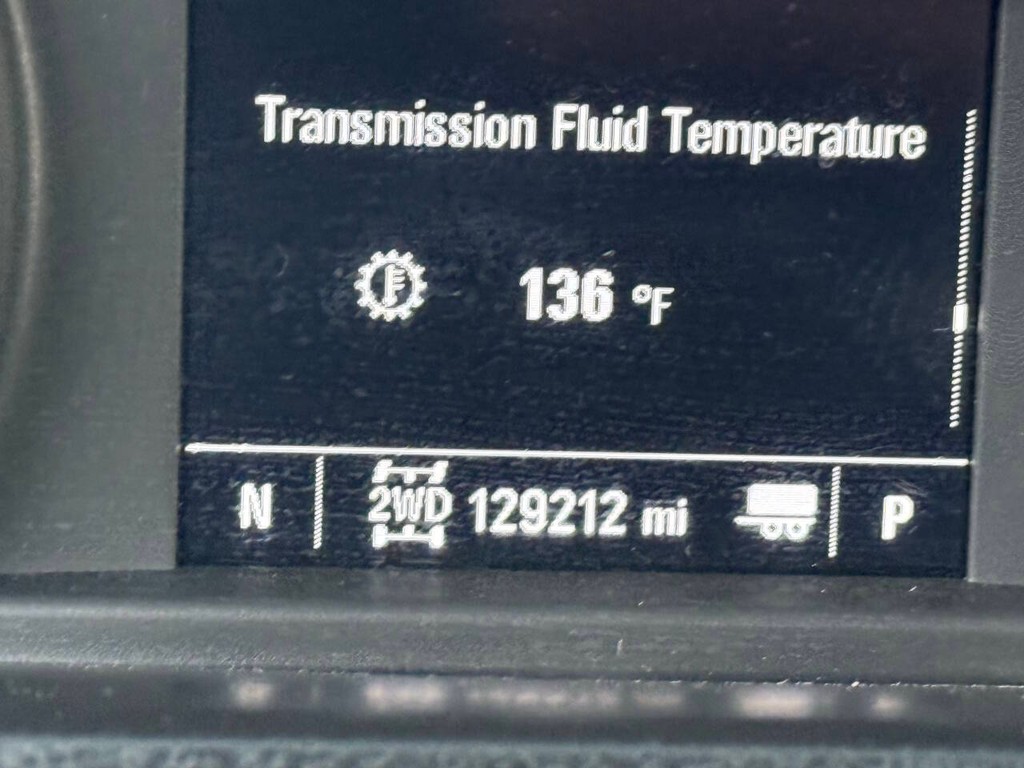 Transmission Fluid Temperature
136 °F
N 2WD 129212 mi P